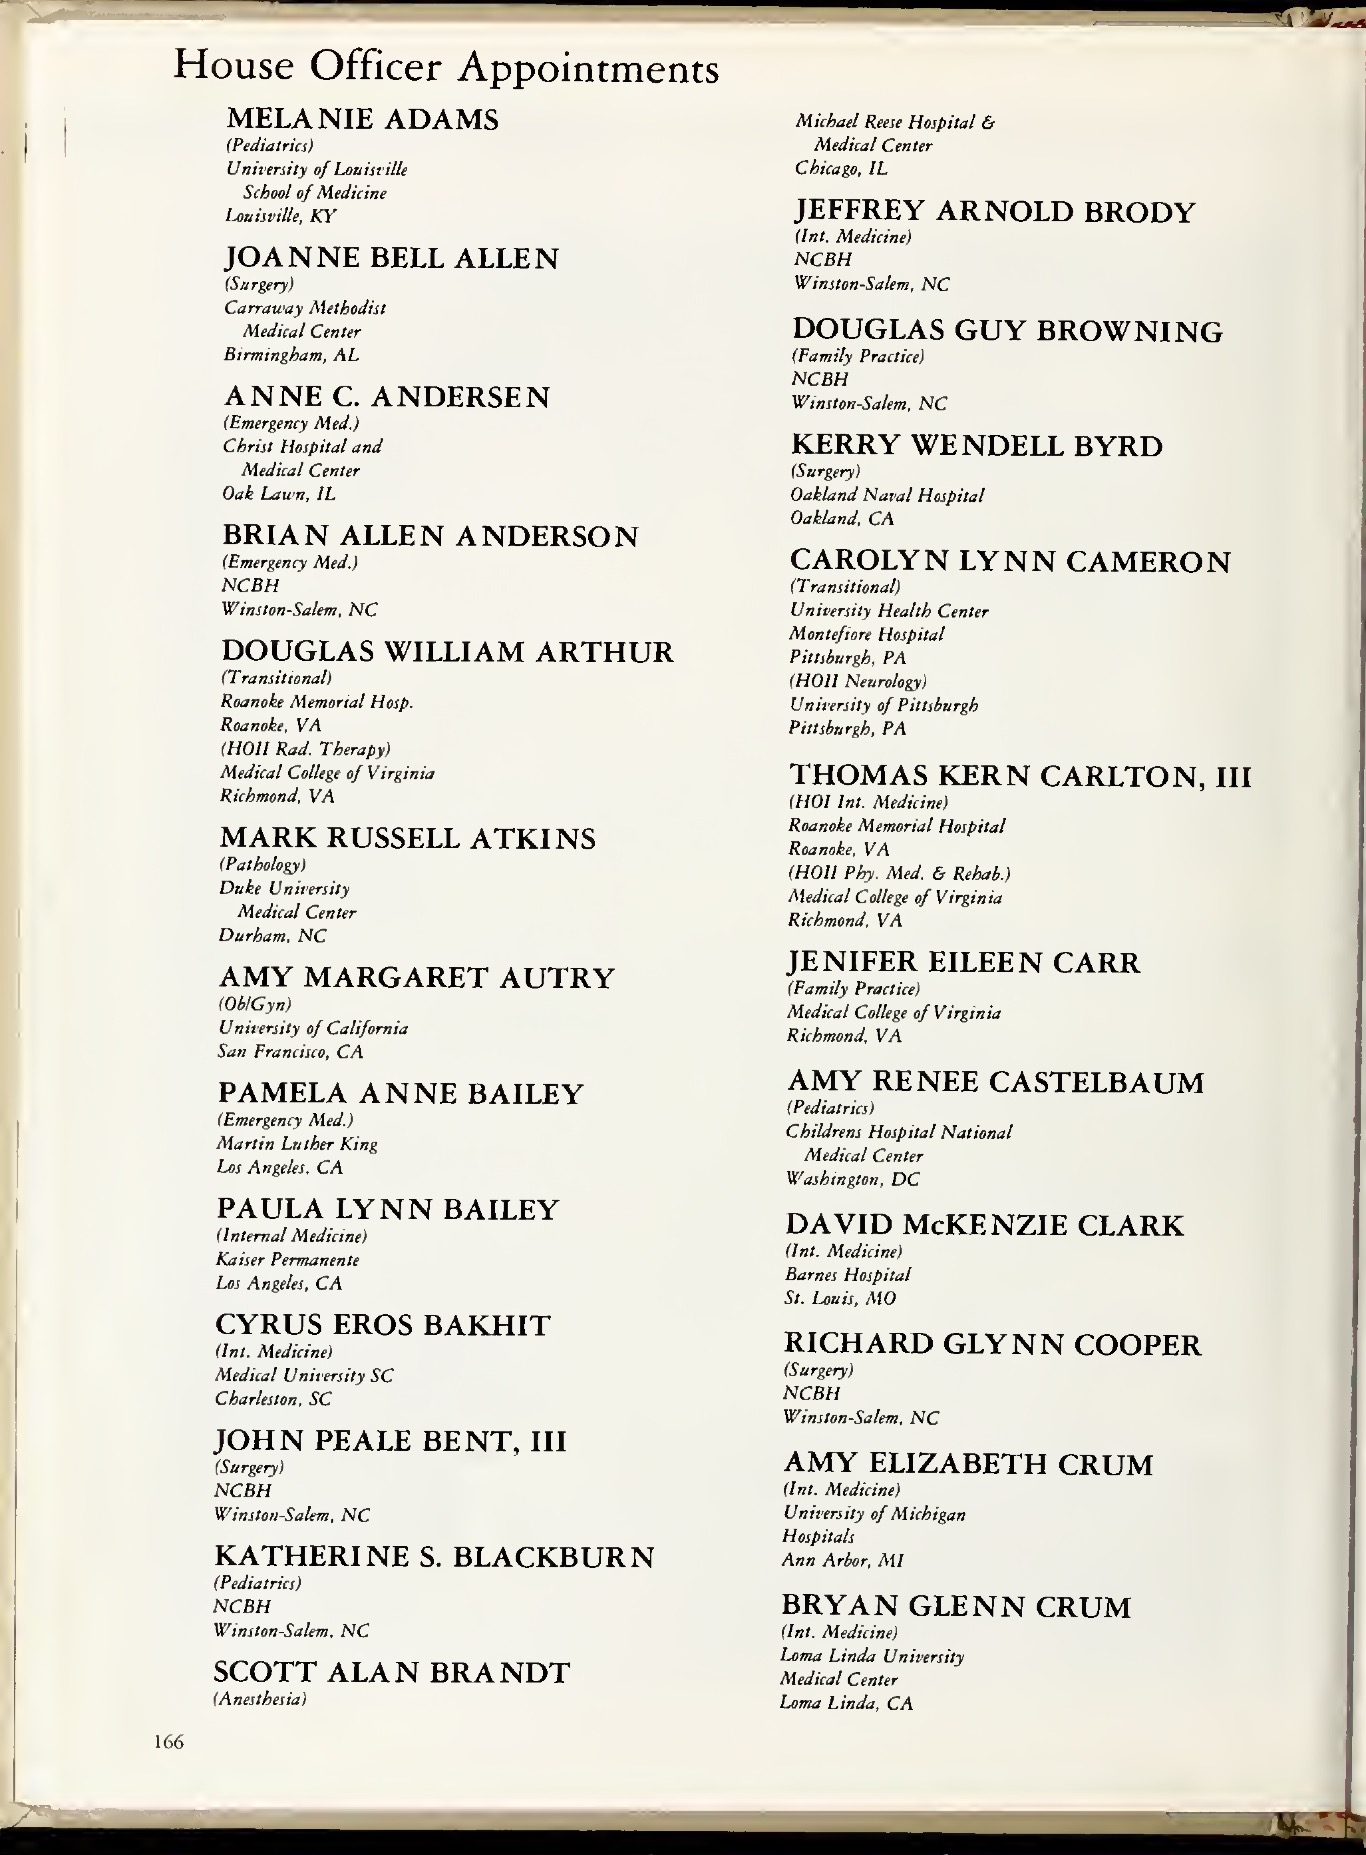 House Officer Appointments
MELANIE ADAMS
(Pediatrics)
University of Louisville
School of Medicine
Louisville, KY
JOANNE BELL ALLEN
(Surgery)
Carraway Methodist
Medical Center
Birmingham, AL
ANNE C. ANDERSEN
(Emergency Med.)
Christ Hospital and
Medical Center
Oak Lawn, IL
BRIAN ALLEN ANDERSON
(Emergency Med.)
NCBH
Winston-Salem, NC
DOUGLAS WILLIAM ARTHUR
(Transitional)
Roanoke Memorial Hosp.
Roanoke, VA
(HOII Rad. Therapy)
Medical College of Virginia
Richmond, VA
MARK RUSSELL ATKINS
(Pathology)
Duke University
Medical Center
Durham, NC
AMY MARGARET AUTRY
(Ob/Gyn)
University of California
San Francisco, CA
PAMELA ANNE BAILEY
(Emergency Med.)
Martin Luther King
Los Angeles, CA
PAULA LYNN BAILEY
(Internal Medicine)
Kaiser Permanente
Los Angeles, CA
CYRUS EROS BAKHIT
(Int. Medicine)
Medical University SC
Charleston, SC
JOHN PEALE BENT, III
(Surgery)
NCBH
Winston-Salem, NC
KATHERINE S. BLACKBURN
(Pediatrics)
NCBH
Winston-Salem, NC
SCOTT ALAN BRANDT
(Anesthesia)
Michael Reese Hospital &
Medical Center
Chicago, IL
JEFFREY ARNOLD BRODY
(Int. Medicine)
NCBH
Winston-Salem, NC
DOUGLAS GUY BROWNING
(Family Practice)
NCBH
Winston-Salem, NC
KERRY WENDELL BYRD
(Surgery)
Oakland Naval Hospital
Oakland, CA
CAROLYN LYNN CAMERON
(Transitional)
University Health Center
Montefiore Hospital
Pittsburgh, PA
(HOII Neurology)
University of Pittsburgh
Pittsburgh, PA
THOMAS KERN CARLTON, III
(HOI Int. Medicine)
Roanoke Memorial Hospital
Roanoke, VA
(HOII Phy. Med. & Rehab.)
Medical College of Virginia
Richmond, VA
JENIFER EILEEN CARR
(Family Practice)
Medical College of Virginia
Richmond, VA
AMY RENEE CASTELBAUM
(Pediatrics)
Childrens Hospital National
Medical Center
Washington, DC
DAVID McKENZIE CLARK
(Int. Medicine)
Barnes Hospital
St. Louis, MO
RICHARD GLYNN COOPER
(Surgery)
NCBH
Winston-Salem, NC
AMY ELIZABETH CRUM
(Int. Medicine)
University of Michigan
Hospitals
Ann Arbor, MI
BRYAN GLENN CRUM
(Int. Medicine)
Loma Linda University
Medical Center
Loma Linda, CA
166